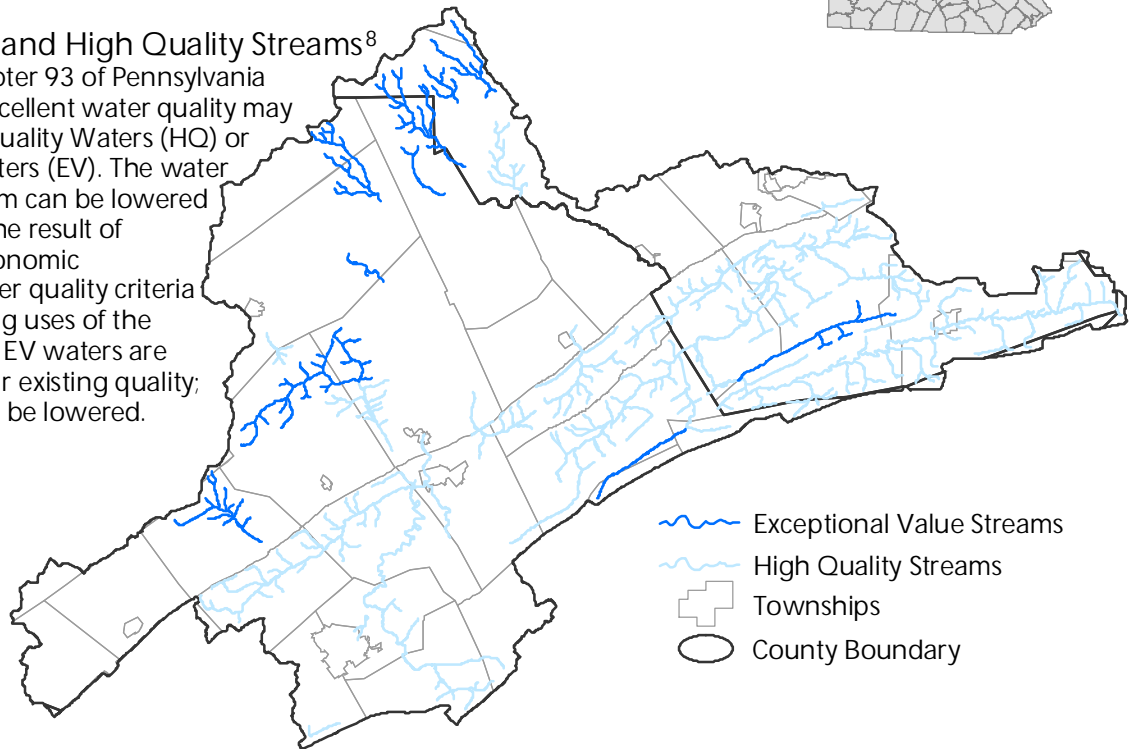 and High Quality Streams⁸
pter 93 of Pennsylvania
cellent water quality may
uality Waters (HQ) or
ters (EV). The water
m can be lowered
he result of
onomic
er quality criteria
g uses of the
EV waters are
r existing quality;
be lowered.
Exceptional Value Streams
High Quality Streams
Townships
County Boundary